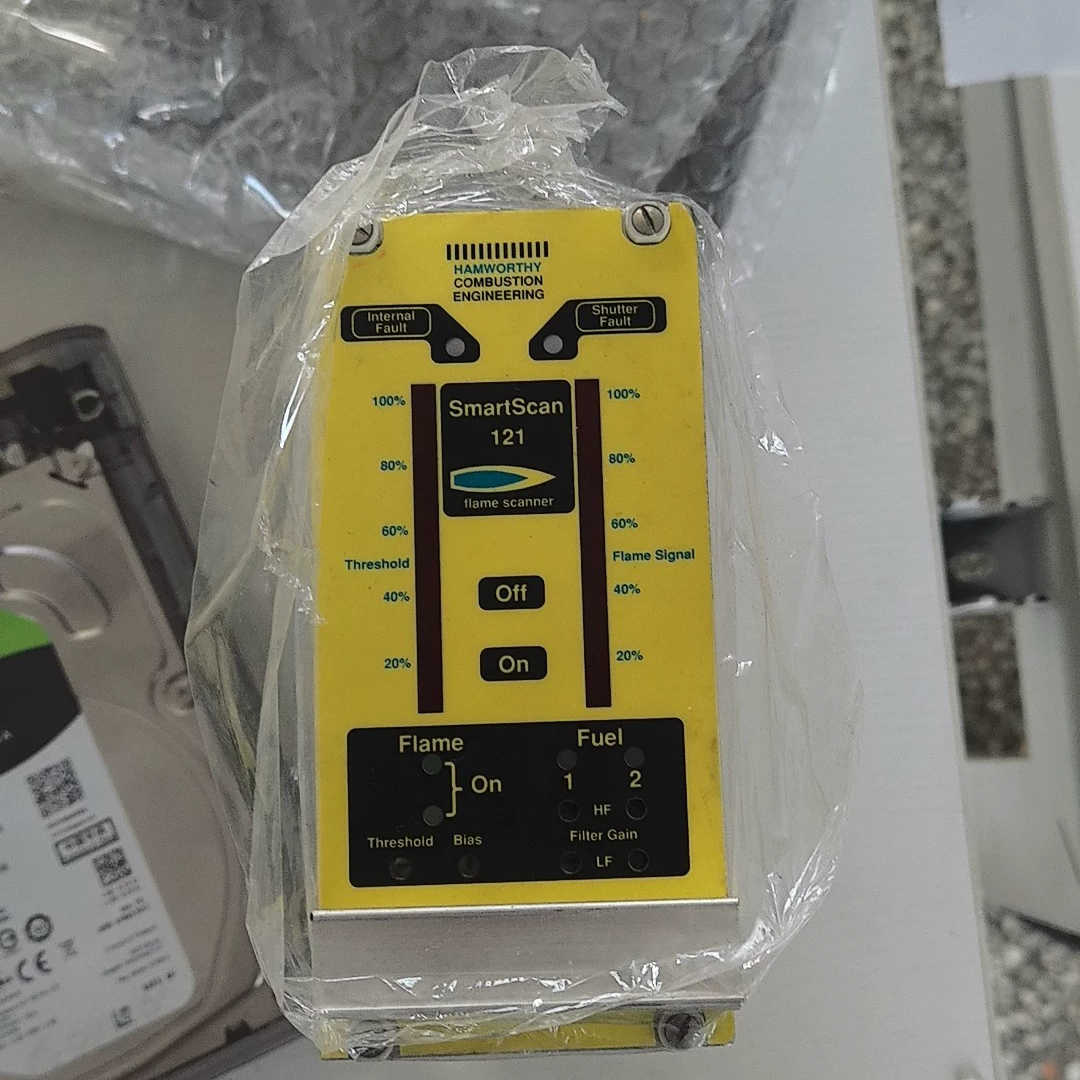 HAMWORTHY
COMBUSTION
ENGINEERING
Internal
Fault
Shutter
Fault
100%
80%
60%
Threshold
40%
20%
SmartScan
121
flame scanner
Off
On
100%
80%
60%
Flame Signal
40%
20%
Flame
On
Threshold Bias
Fuel
1 2
HF
Filter Gain
LF
CE